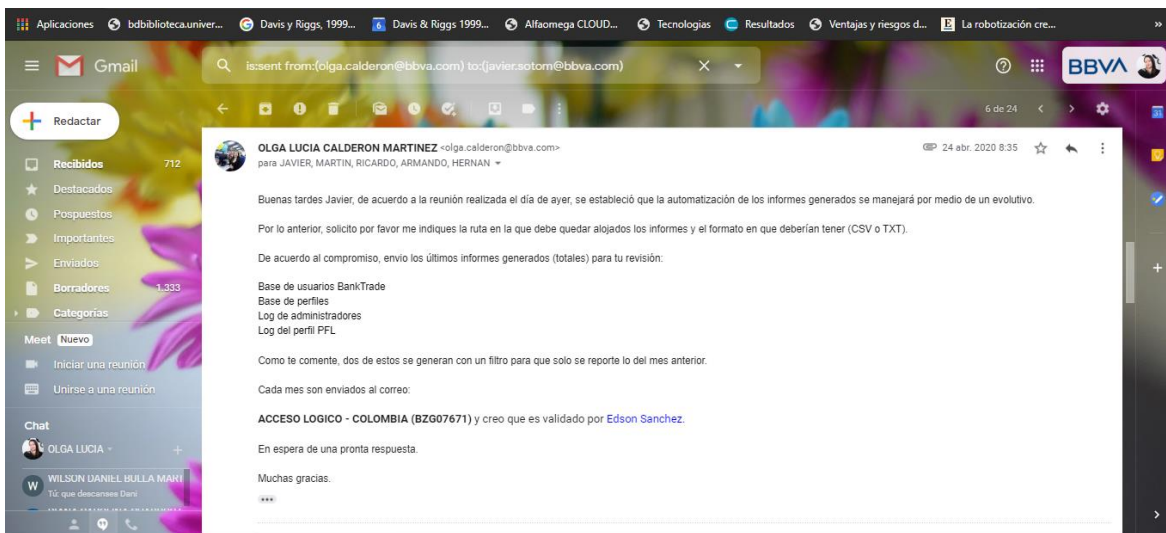 Aplicaciones bdbiblioteca.univer... Davis y Riggs, 1999... Davis & Riggs 1999... Alfaomega CLOUD... Tecnologias Resultados Ventajas y riesgos d... E La robotización cre... »
Gmail is:sent from:(olga.calderon@bbva.com) to:(javier.sotom@bbva.com) BBVA
Redactar 6 de 24
OLGA LUCIA CALDERON MARTINEZ <olga.calderon@bbva.com> 24 abr. 2020 8:35
para JAVIER, MARTIN, RICARDO, ARMANDO, HERNAN
Recibidos 712
Destacados
Pospuestos
Importantes
Enviados
Borradores 1.333
Categorías
Meet Nuevo
Iniciar una reunión
Unirse a una reunión
Chat
OLGA LUCIA
W WILSON DANIEL BULLA MARI
Tú: que descanses Dani
Buenas tardes Javier, de acuerdo a la reunión realizada el día de ayer, se estableció que la automatización de los informes generados se manejará por medio de un evolutivo.
Por lo anterior, solicito por favor me indiques la ruta en la que debe quedar alojados los informes y el formato en que deberían tener (CSV o TXT).
De acuerdo al compromiso, envio los últimos informes generados (totales) para tu revisión:
Base de usuarios BankTrade
Base de perfiles
Log de administradores
Log del perfil PFL
Como te comente, dos de estos se generan con un filtro para que solo se reporte lo del mes anterior.
Cada mes son enviados al correo:
ACCESO LOGICO - COLOMBIA (BZG07671) y creo que es validado por Edson Sanchez.
En espera de una pronta respuesta.
Muchas gracias.